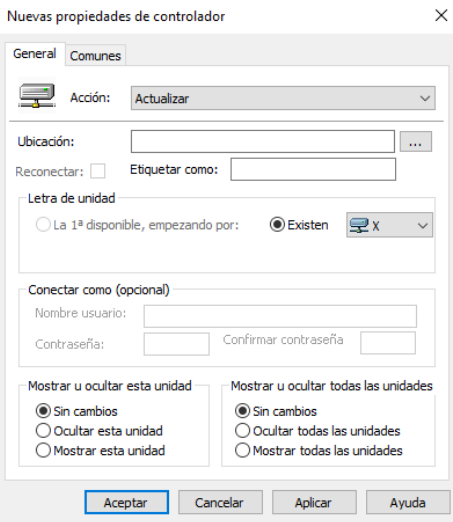 Nuevas propiedades de controlador
General Comunes
Acción: Actualizar
Ubicación: ...
Reconectar: Etiquetar como:
Letra de unidad
La 1ª disponible, empezando por: Existen X
Conectar como (opcional)
Nombre usuario:
Contraseña: Confirmar contraseña
Mostrar u ocultar esta unidad Mostrar u ocultar todas las unidades
Sin cambios Sin cambios
Ocultar esta unidad Ocultar todas las unidades
Mostrar esta unidad Mostrar todas las unidades
Aceptar Cancelar Aplicar Ayuda